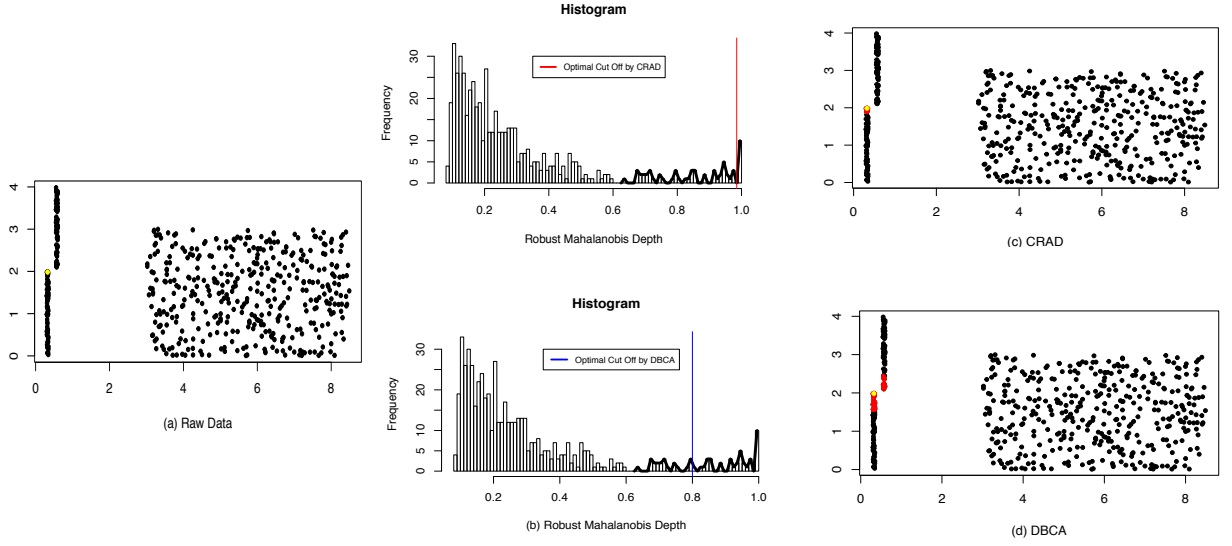 Histogram
Frequency
0 5 10 20 30
Optimal Cut Off by CRAD
0.2 0.4 0.6 0.8 1.0
Robust Mahalanobis Depth
0 1 2 3 4
0 2 4 6 8
(c) CRAD
0 1 2 3 4
0 2 4 6 8
(a) Raw Data
Histogram
Frequency
0 5 10 20 30
Optimal Cut Off by DBCA
0.2 0.4 0.6 0.8 1.0
(b) Robust Mahalanobis Depth
0 1 2 3 4
0 2 4 6 8
(d) DBCA